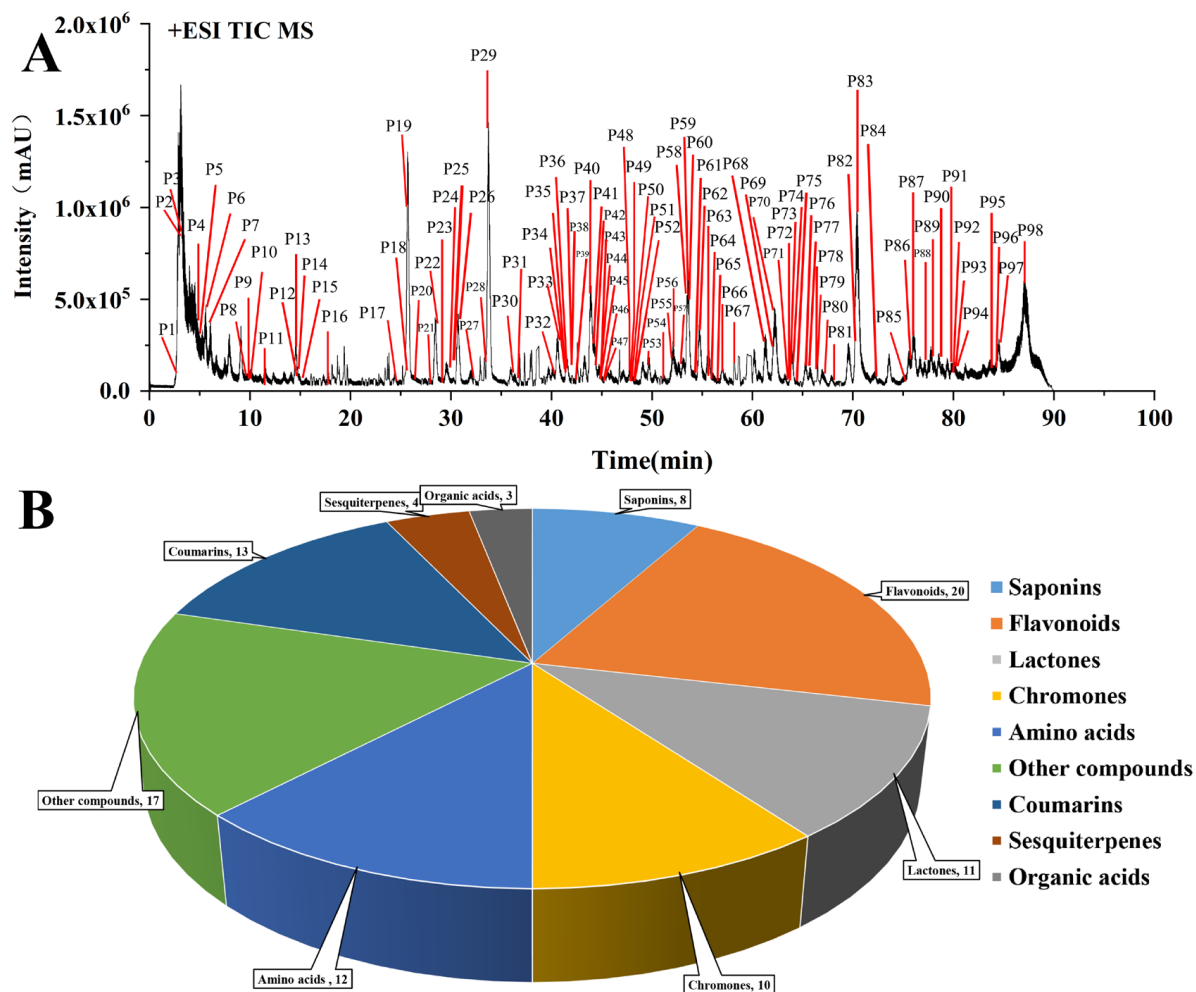 A
+ESI TIC MS
Intensity（mAU）
2.0x10⁶
1.5x10⁶
1.0x10⁶
5.0x10⁵
0.0
P1
P2
P3
P4
P5
P6
P7
P8
P9
P10
P11
P12
P13
P14
P15
P16
P17
P18
P19
P20
P21
P22
P23
P24
P25
P26
P27
P28
P29
P30
P31
P32
P33
P34
P35
P36
P37
P38
P39
P40
P41
P42
P43
P44
P45
P46
P47
P48
P49
P50
P51
P52
P53
P54
P55
P56
P57
P58
P59
P60
P61
P62
P63
P64
P65
P66
P67
P68
P69
P70
P71
P72
P73
P74
P75
P76
P77
P78
P79
P80
P81
P82
P83
P84
P85
P86
P87
P88
P89
P90
P91
P92
P93
P94
P95
P96
P97
P98
0 10 20 30 40 50 60 70 80 90 100
Time(min)
B
Sesquiterpenes, 4
Organic acids, 3
Saponins, 8
Coumarins, 13
Flavonoids, 20
Other compounds, 17
Lactones, 11
Amino acids , 12
Chromones, 10
Saponins
Flavonoids
Lactones
Chromones
Amino acids
Other compounds
Coumarins
Sesquiterpenes
Organic acids